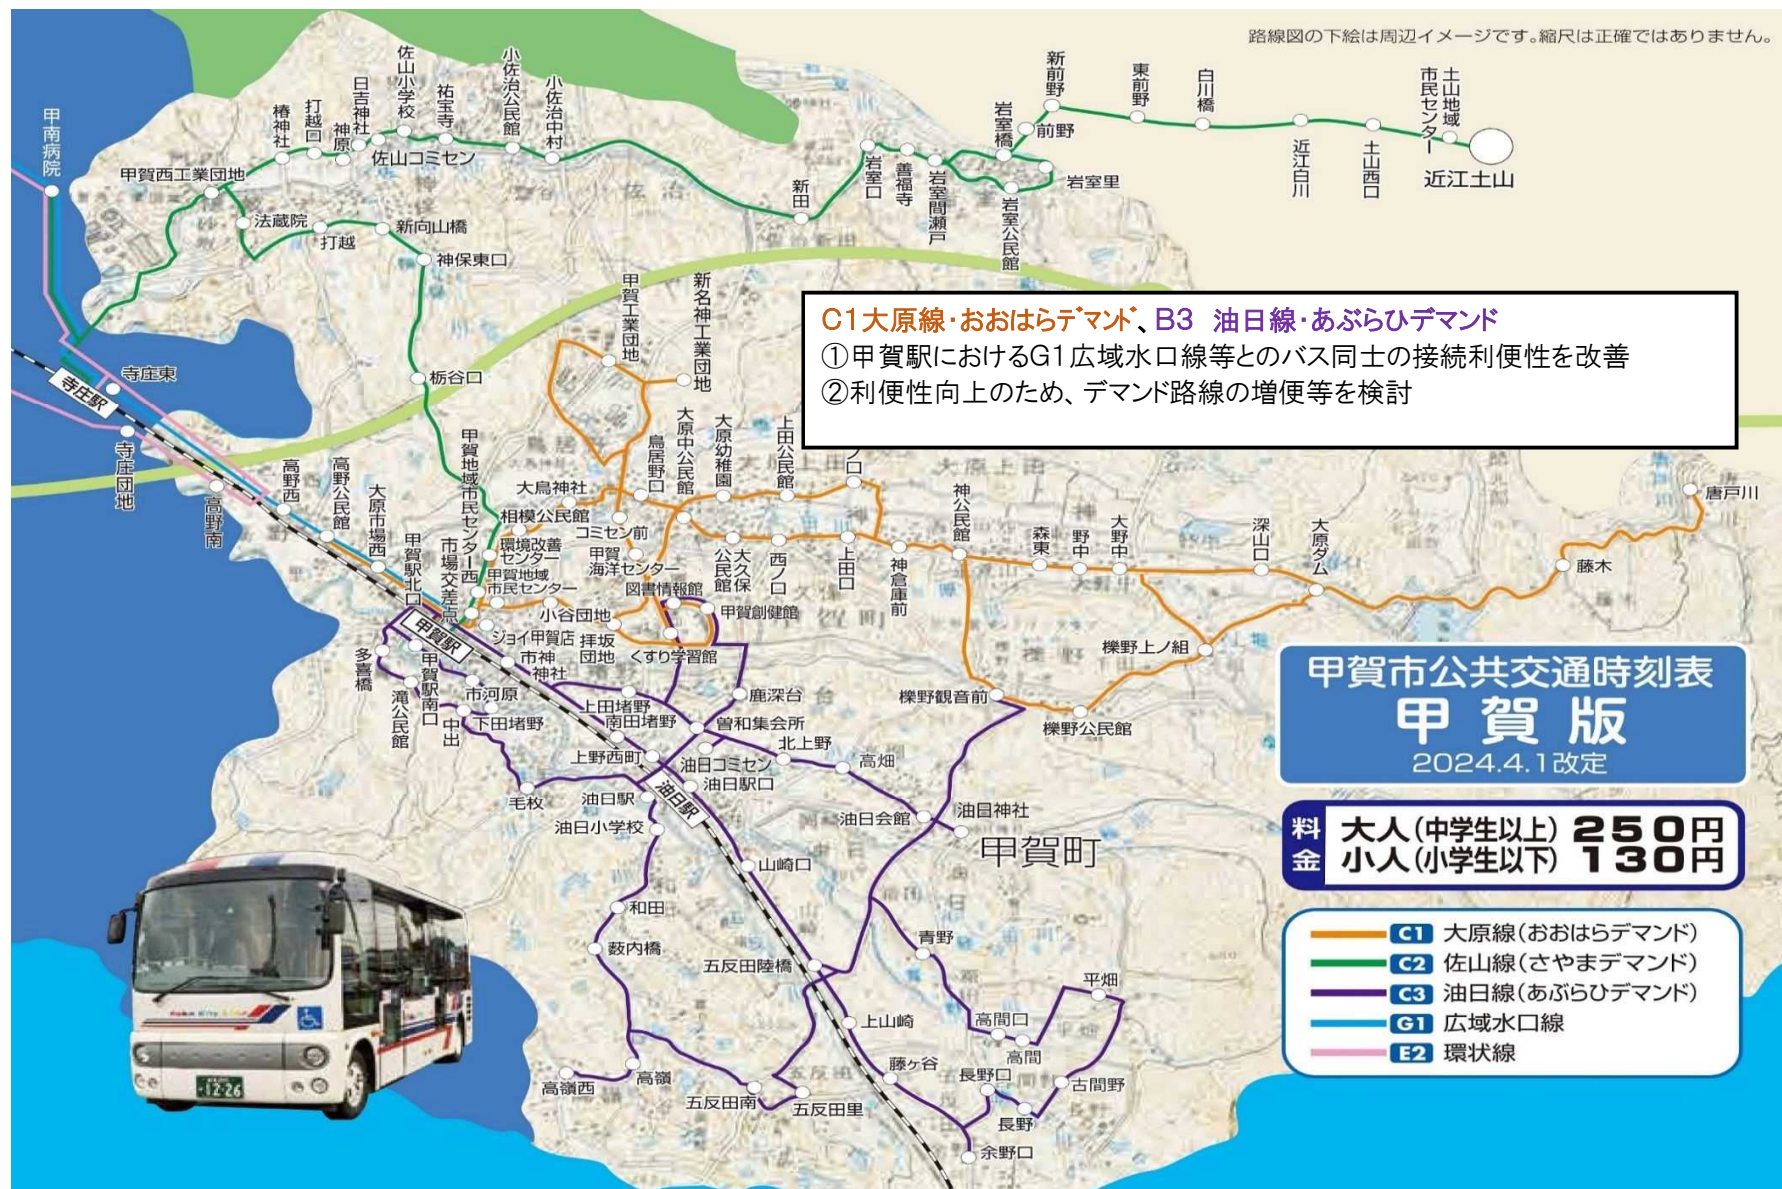 路線図の下絵は周辺イメージです。縮尺は正確ではありません。
甲南病院
甲賀西工業団地
椿神社
打越口
神原
日吉神社
佐山小学校
佐山コミセン
祐宝寺
小佐治公民館
小佐治中村
新田
岩室口
善福寺
岩室間瀬戸
岩室橋
岩室公民館
岩室里
前野
新前野
東前野
白川橋
近江白川
土山西口
土山地域
市民センター
近江土山
法蔵院
打越
新向山橋
神保東口
栃谷口
甲賀工業団地
新名神工業団地
C1大原線・おおはらデマンド、B3 油日線・あぶらひデマンド
①甲賀駅におけるG1広域水口線等とのバス同士の接続利便性を改善
②利便性向上のため、デマンド路線の増便等を検討
寺庄駅
寺庄東
寺庄団地
高野南
高野西
高野公民館
大原市場西
甲賀駅北口
市場交差点
甲賀地域市民センター西
大鳥神社
相模公民館
環境改善
センター
甲賀地域
市民センター
鳥居野口
コミセン前
甲賀
海洋センター
図書情報館
大原中公民館
大原幼稚園
上田公民館
ノ口
大久保
公民館
西ノ口
上田口
神倉庫前
神公民館
森東
野中
大野中
深山口
大原ダム
藤木
唐戸川
小谷団地
ジョイ甲賀店
拝坂
団地
くすり学習館
甲賀創健館
櫟野上ノ組
櫟野観音前
櫟野公民館
甲賀駅
多喜橋
滝公民館
甲賀駅南口
中出
市河原
下田堵野
市神
神社
上田堵野
南田堵野
上野西町
鹿深台
曽和集会所
北上野
高畑
油日コミセン
油日駅口
油日駅
油日駅
毛枚
油日小学校
油日会館
油日神社
甲賀町
山崎口
和田
薮内橋
五反田陸橋
青野
平畑
上山崎
高間口
高間
藤ヶ谷
長野口
古間野
長野
余野口
高嶺西
高嶺
五反田南
五反田里
甲賀市公共交通時刻表
甲賀版
2024.4.1改定
料金
大人(中学生以上) 250円
小人(小学生以下) 130円
C1 大原線(おおはらデマンド)
C2 佐山線(さやまデマンド)
C3 油日線(あぶらひデマンド)
G1 広域水口線
E2 環状線
Koka City Liner
12-26